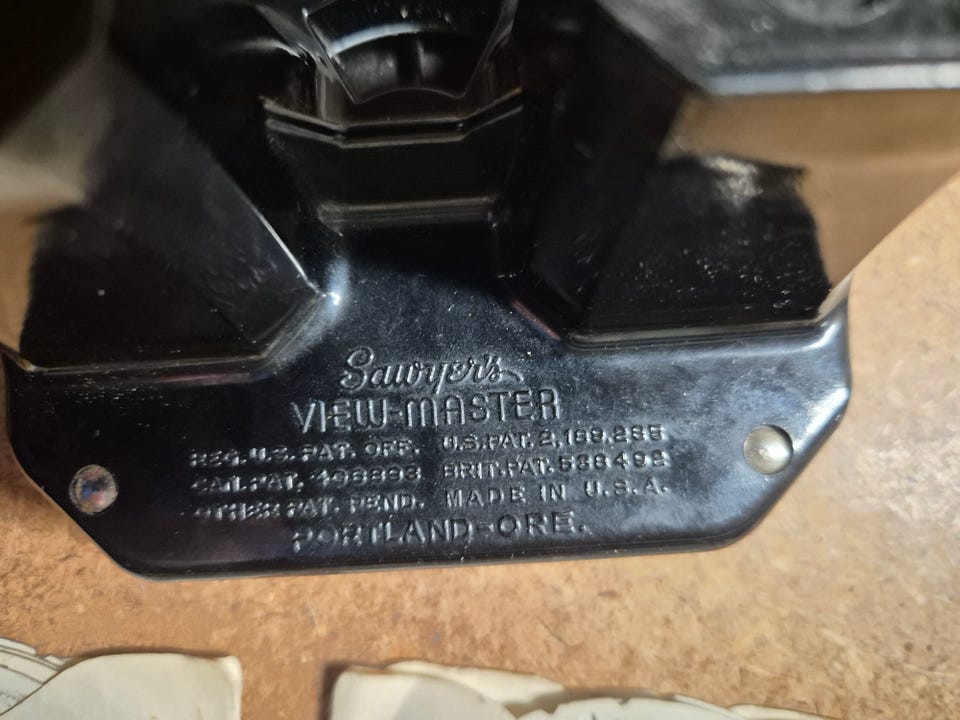 Sawyer's
VIEW-MASTER
REG. U.S. PAT. OFF. U.S. PAT. 2,189,285
CAN. PAT. 406893 BRIT. PAT. 538492
OTHER PAT. PEND. MADE IN U.S.A.
PORTLAND-ORE.